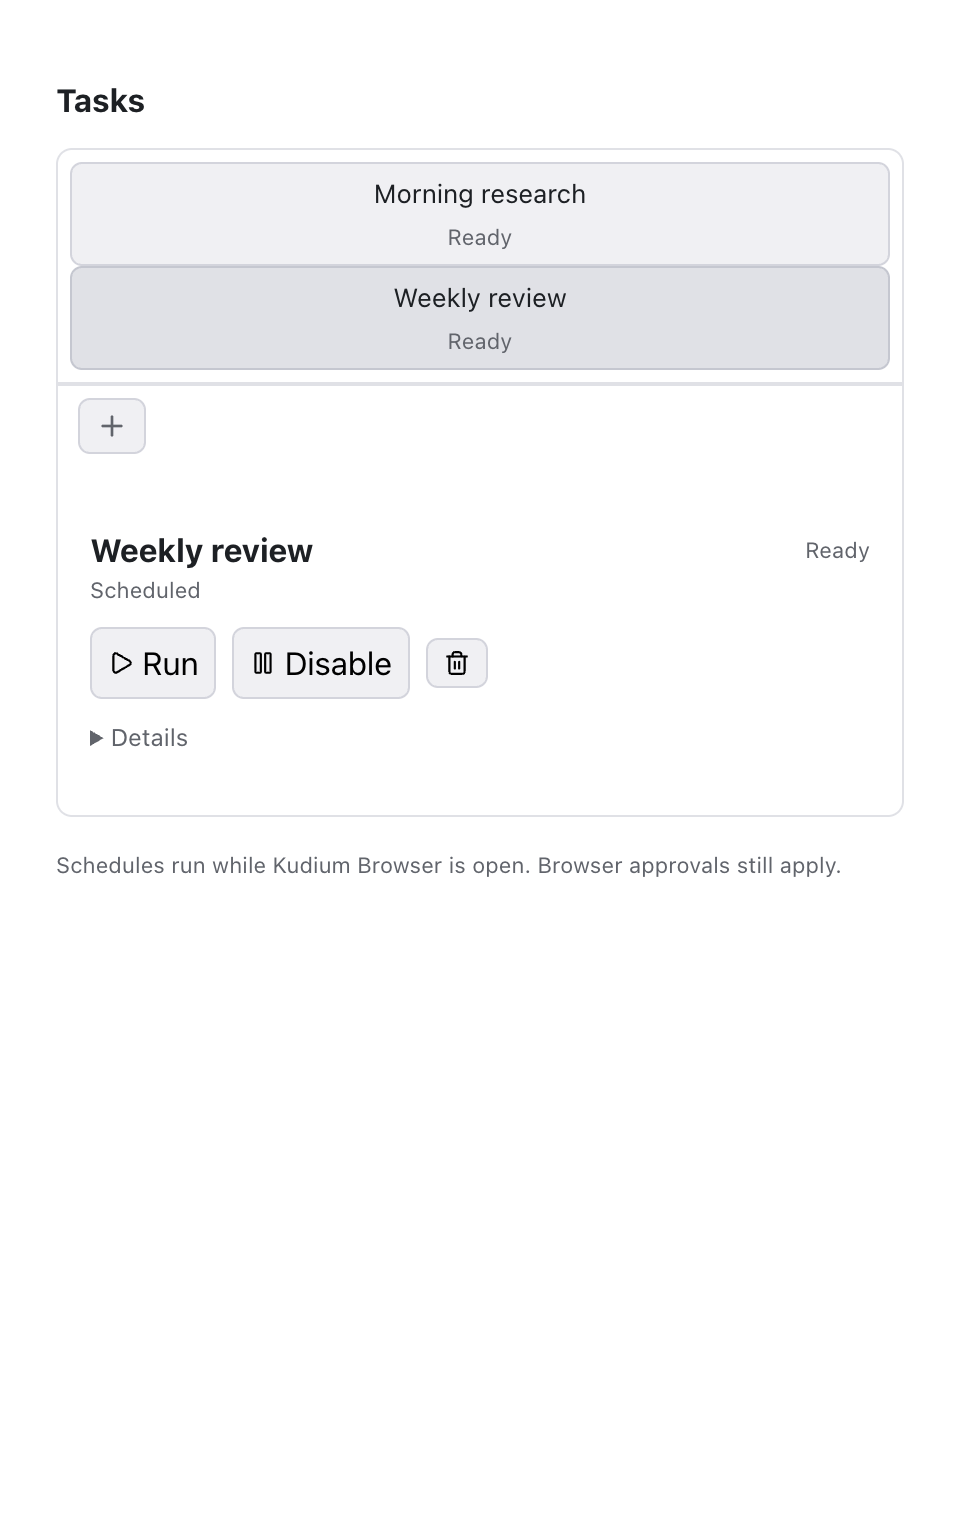 Tasks
Morning research
Ready
Weekly review
Ready
Weekly review
Ready
Scheduled
Run
Disable
Details
Schedules run while Kudium Browser is open. Browser approvals still apply.